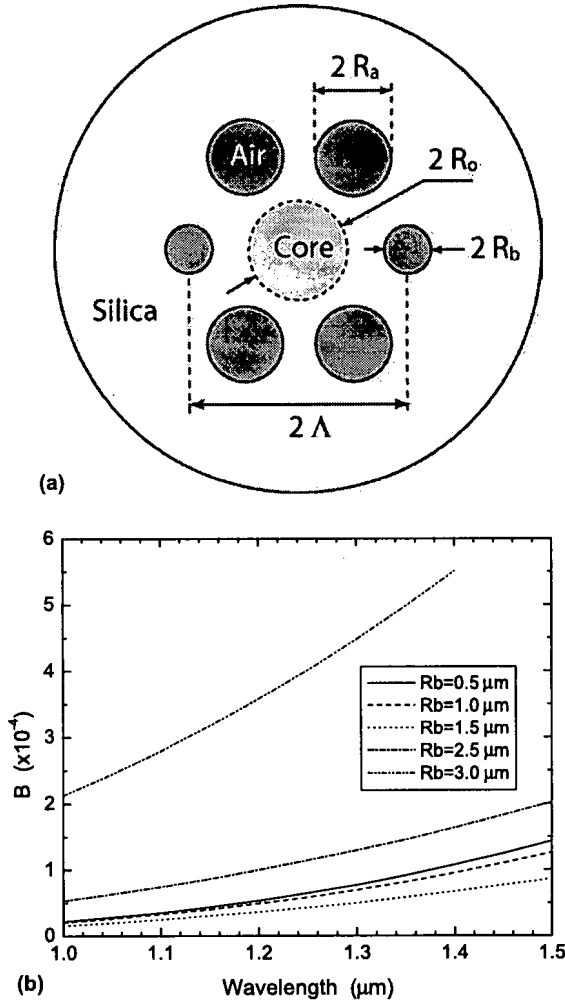 2 Rₐ
Air
2 Rₒ
Core
2 R_b
Silica
2 Λ
(a)
6
5
4
3
2
1
0
B (x10⁻⁴)
Rb=0.5 μm
Rb=1.0 μm
Rb=1.5 μm
Rb=2.5 μm
Rb=3.0 μm
1.0 1.1 1.2 1.3 1.4 1.5
Wavelength (μm)
(b)